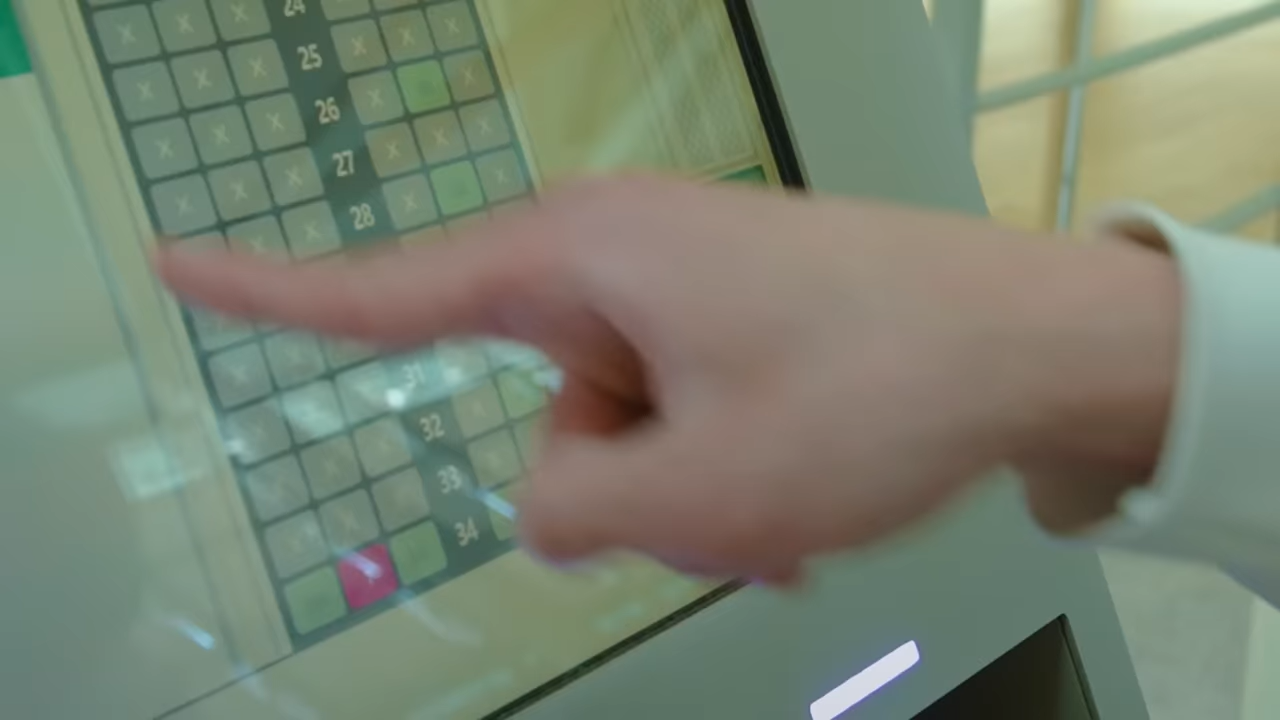 X X X 24
X X X 25 X X X
X X X 26 X X
X X X 27 X X X
X X X 28 X X
31
32
33
34